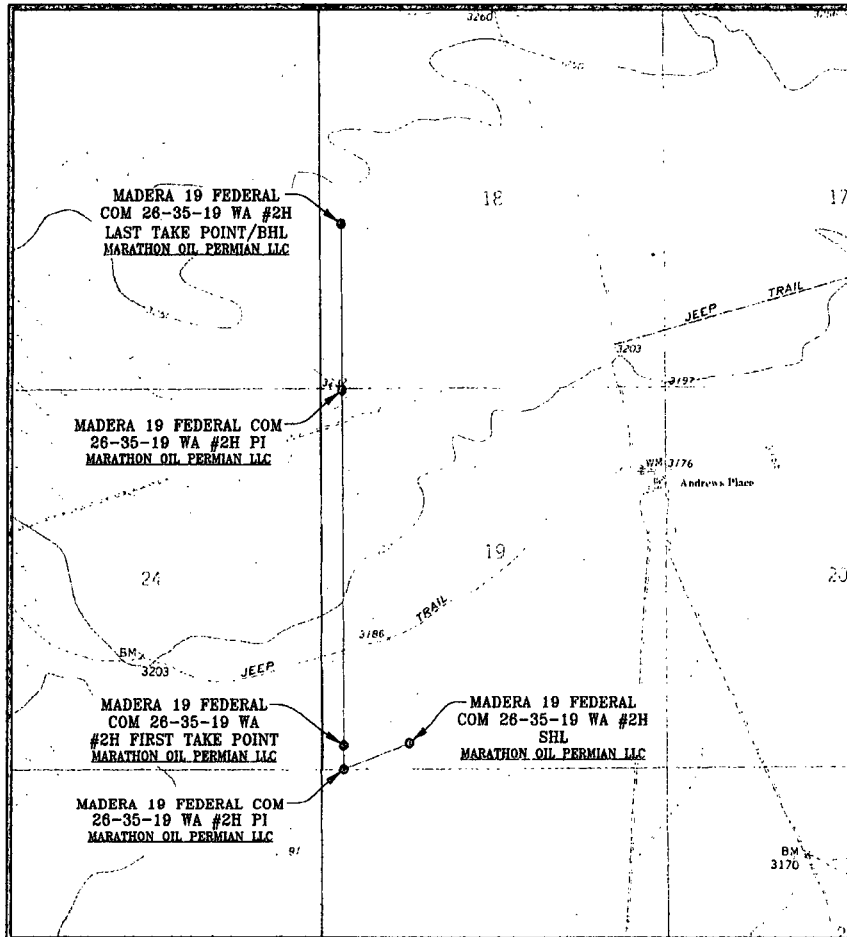 3260
18
17
MADERA 19 FEDERAL
COM 26-35-19 WA #2H
LAST TAKE POINT/BHL
MARATHON OIL PERMIAN LLC
JEEP TRAIL
3203
3197
MADERA 19 FEDERAL COM
26-35-19 WA #2H PI
MARATHON OIL PERMIAN LLC
WM 3176
Andrews Place
19
24
20
3186
JEEP TRAIL
BM
3203
MADERA 19 FEDERAL
COM 26-35-19 WA
#2H FIRST TAKE POINT
MARATHON OIL PERMIAN LLC
MADERA 19 FEDERAL
COM 26-35-19 WA #2H
SHL
MARATHON OIL PERMIAN LLC
MADERA 19 FEDERAL COM
26-35-19 WA #2H PI
MARATHON OIL PERMIAN LLC
BM
3170